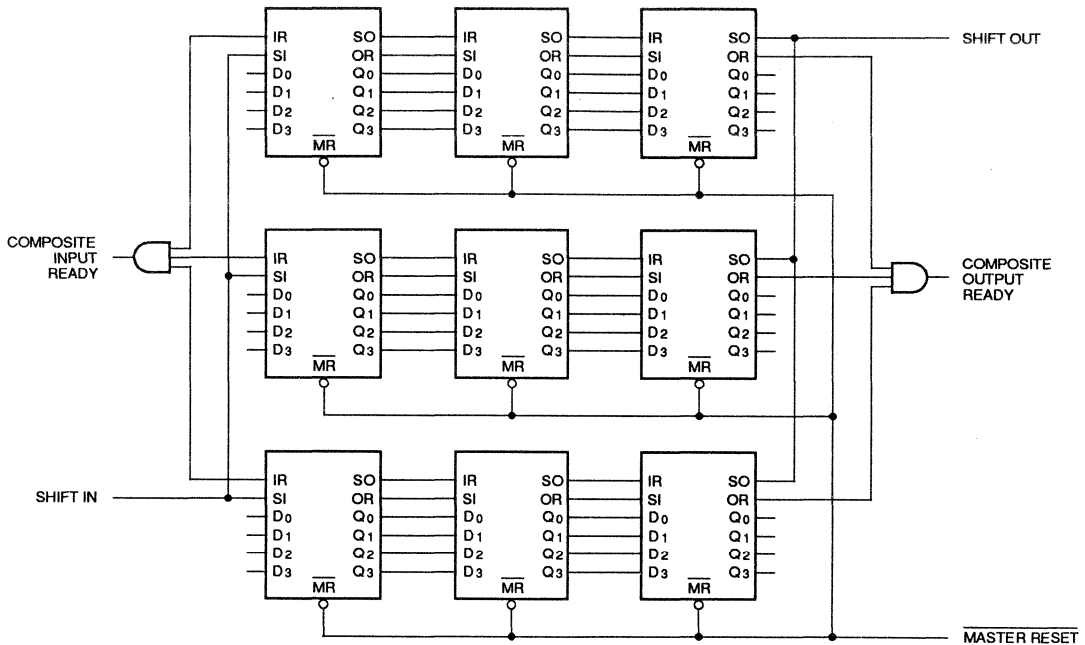 IR SO IR SO IR SO SHIFT OUT
SI OR SI OR SI OR
D0 Q0 D0 Q0 D0 Q0
D1 Q1 D1 Q1 D1 Q1
D2 Q2 D2 Q2 D2 Q2
D3 Q3 D3 Q3 D3 Q3
MR MR MR
COMPOSITE
INPUT
READY
IR SO IR SO IR SO
SI OR SI OR SI OR
D0 Q0 D0 Q0 D0 Q0
D1 Q1 D1 Q1 D1 Q1
D2 Q2 D2 Q2 D2 Q2
D3 Q3 D3 Q3 D3 Q3
MR MR MR
COMPOSITE
OUTPUT
READY
IR SO IR SO IR SO
SHIFT IN SI OR SI OR SI OR
D0 Q0 D0 Q0 D0 Q0
D1 Q1 D1 Q1 D1 Q1
D2 Q2 D2 Q2 D2 Q2
D3 Q3 D3 Q3 D3 Q3
MR MR MR
MASTER RESET